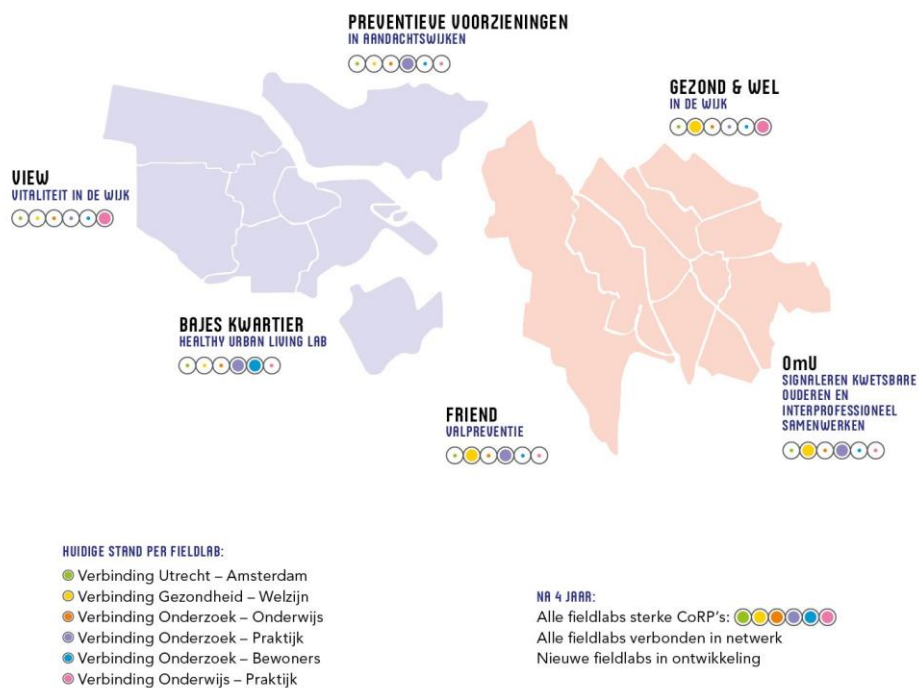 PREVENTIEVE VOORZIENINGEN
IN AANDACHTSWIJKEN
GEZOND & WEL
IN DE WIJK
VIEW
VITALITEIT IN DE WIJK
BAJES KWARTIER
HEALTHY URBAN LIVING LAB
OmU
SIGNALEREN KWETSBARE
OUDEREN EN
INTERPROFESSIONEEL
SAMENWERKEN
FRIEND
VALPREVENTIE
HUIDIGE STAND PER FIELDLAB:
Verbinding Utrecht – Amsterdam
Verbinding Gezondheid – Welzijn
Verbinding Onderzoek – Onderwijs
Verbinding Onderzoek – Praktijk
Verbinding Onderzoek – Bewoners
Verbinding Onderwijs – Praktijk
NA 4 JAAR:
Alle fieldlabs sterke CoRP's:
Alle fieldlabs verbonden in netwerk
Nieuwe fieldlabs in ontwikkeling